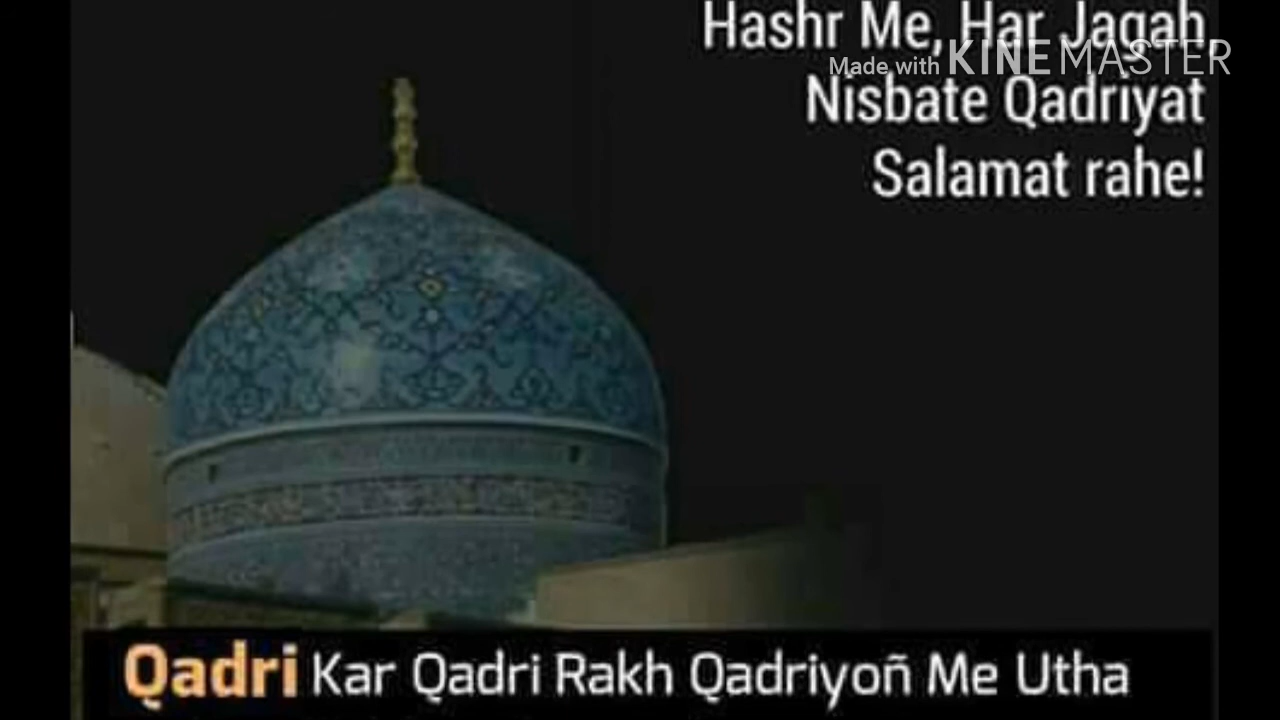 Hashr Me, Har Jagah,
Made with KINEMASTER
Nisbate Qadriyat
Salamat rahe!
Qadri Kar Qadri Rakh Qadriyoñ Me Utha